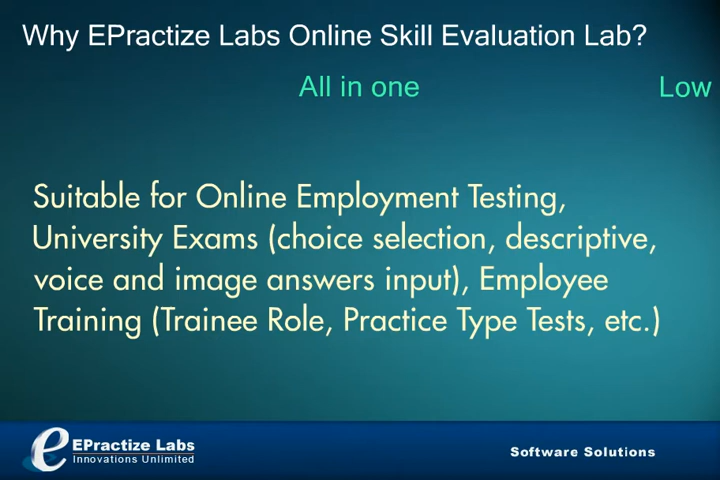 Why EPractize Labs Online Skill Evaluation Lab?
All in one Low
Suitable for Online Employment Testing,
University Exams (choice selection, descriptive,
voice and image answers input), Employee
Training (Trainee Role, Practice Type Tests, etc.)
e EPractize Labs
Innovations Unlimited
Software Solutions